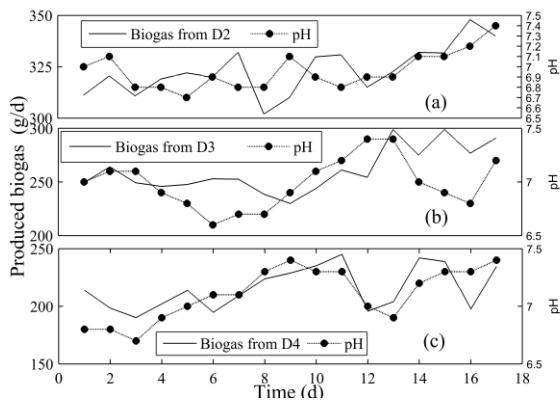 350
325
300
Biogas from D2 pH
(a)
7.5
7.4
7.3
7.2
7.1
7
6.9
6.8
6.7
6.6
6.5
pH
Produced biogas (g/d)
300
250
200
Biogas from D3 pH
(b)
7.5
7
6.5
pH
250
200
150
Biogas from D4 pH
(c)
7.5
7
6.5
pH
0 2 4 6 8 10 12 14 16 18
Time (d)